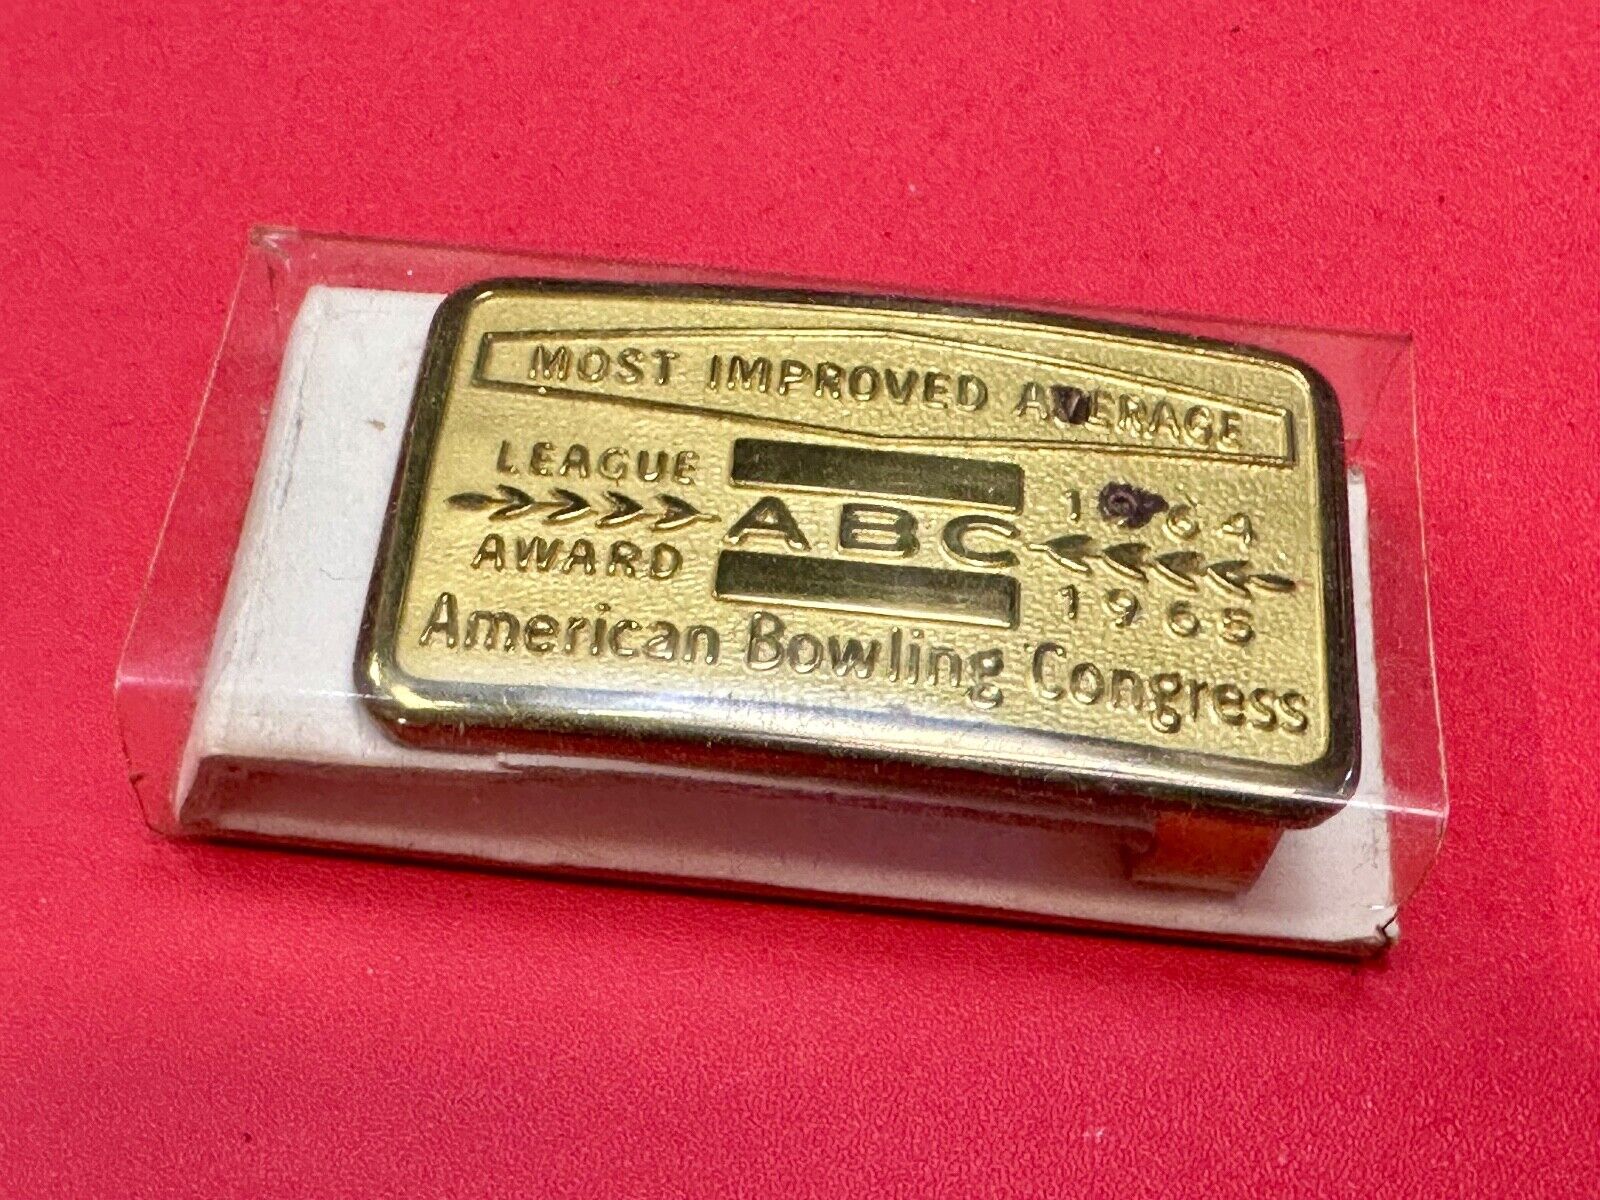 MOST IMPROVED AVERAGE
LEAGUE
AWARD
ABC
1964
1965
American Bowling Congress